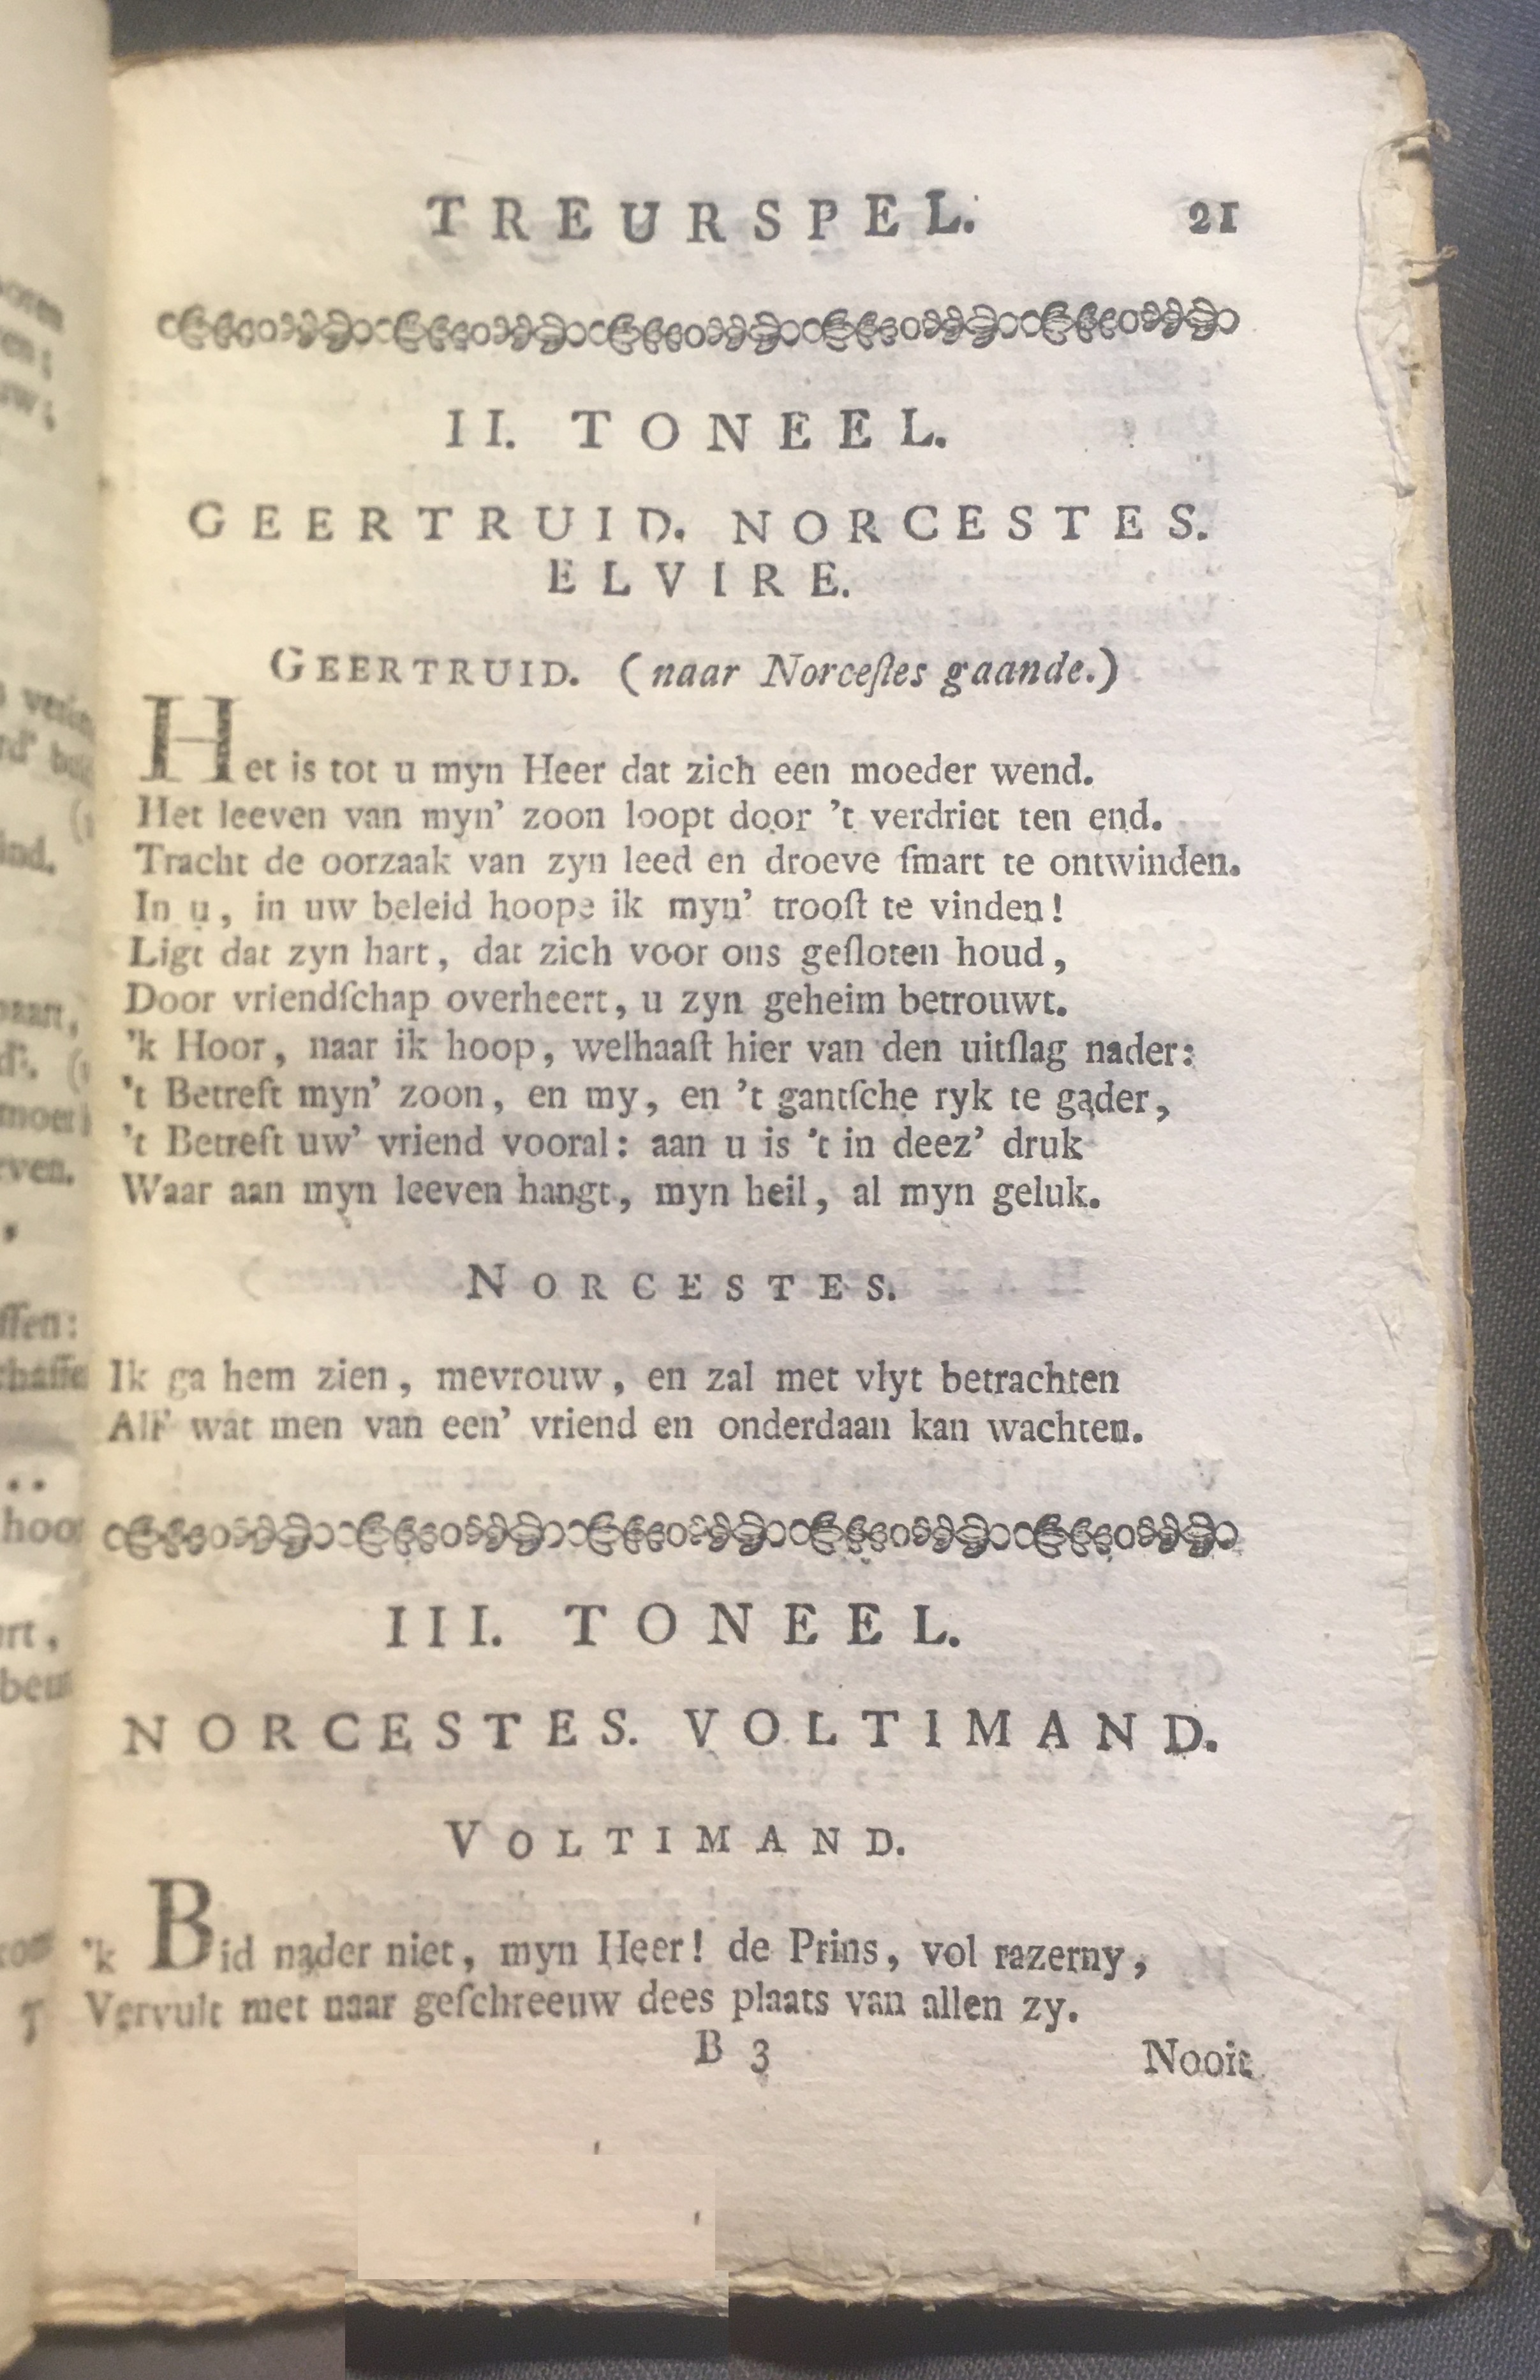 TREURSPEL. 21
II. TONEEL.
GEERTRUID. NORCESTES.
ELVIRE.
GEERTRUID. (naar Norceſtes gaande.)
Het is tot u myn Heer dat zich een moeder wend.
Het leeven van myn’ zoon loopt door ’t verdriet ten end.
Tracht de oorzaak van zyn leed en droeve ſmart te ontwinden.
In u, in uw beleid hoope ik myn’ trooſt te vinden!
Ligt dat zyn hart, dat zich voor ons geſloten houd,
Door vriendſchap overheert, u zyn geheim betrouwt.
’k Hoor, naar ik hoop, welhaaſt hier van den uitſlag nader:
’t Betreft myn’ zoon, en my, en ’t gantſche ryk te gader,
’t Betreft uw’ vriend vooral: aan u is ’t in deez’ druk
Waar aan myn leeven hangt, myn heil, al myn geluk.
NORCESTES.
Ik ga hem zien, mevrouw, en zal met vlyt betrachten
All’ wat men van een’ vriend en onderdaan kan wachten.
III. TONEEL.
NORCESTES. VOLTIMAND.
VOLTIMAND.
’k Bid nader niet, myn Heer! de Prins, vol razerny,
Vervult met naar geſchreeuw dees plaats van allen zy.
B 3 Nooit